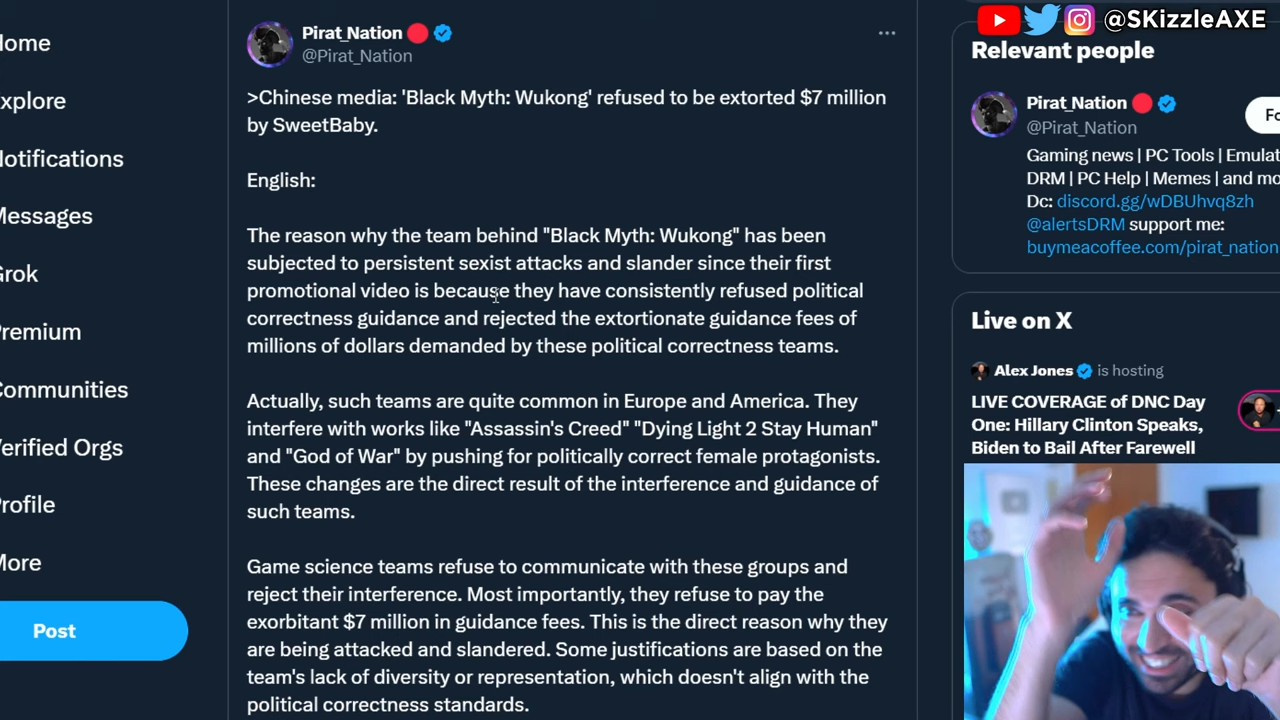 @SKizzleAXE
ome
xplore
otifications
essages
rok
remium
ommunities
erified Orgs
rofile
ore
Post
Pirat_Nation
@Pirat_Nation
>Chinese media: 'Black Myth: Wukong' refused to be extorted $7 million
by SweetBaby.
English:
The reason why the team behind "Black Myth: Wukong" has been
subjected to persistent sexist attacks and slander since their first
promotional video is because they have consistently refused political
correctness guidance and rejected the extortionate guidance fees of
millions of dollars demanded by these political correctness teams.
Actually, such teams are quite common in Europe and America. They
interfere with works like "Assassin's Creed" "Dying Light 2 Stay Human"
and "God of War" by pushing for politically correct female protagonists.
These changes are the direct result of the interference and guidance of
such teams.
Game science teams refuse to communicate with these groups and
reject their interference. Most importantly, they refuse to pay the
exorbitant $7 million in guidance fees. This is the direct reason why they
are being attacked and slandered. Some justifications are based on the
team's lack of diversity or representation, which doesn't align with the
political correctness standards.
Relevant people
Pirat_Nation
@Pirat_Nation
Fo
Gaming news | PC Tools | Emulat
DRM | PC Help | Memes | and mo
Dc: discord.gg/wDBUhvq8zh
@alertsDRM support me:
buymeacoffee.com/pirat_nation
Live on X
Alex Jones is hosting
LIVE COVERAGE of DNC Day
One: Hillary Clinton Speaks,
Biden to Bail After Farewell